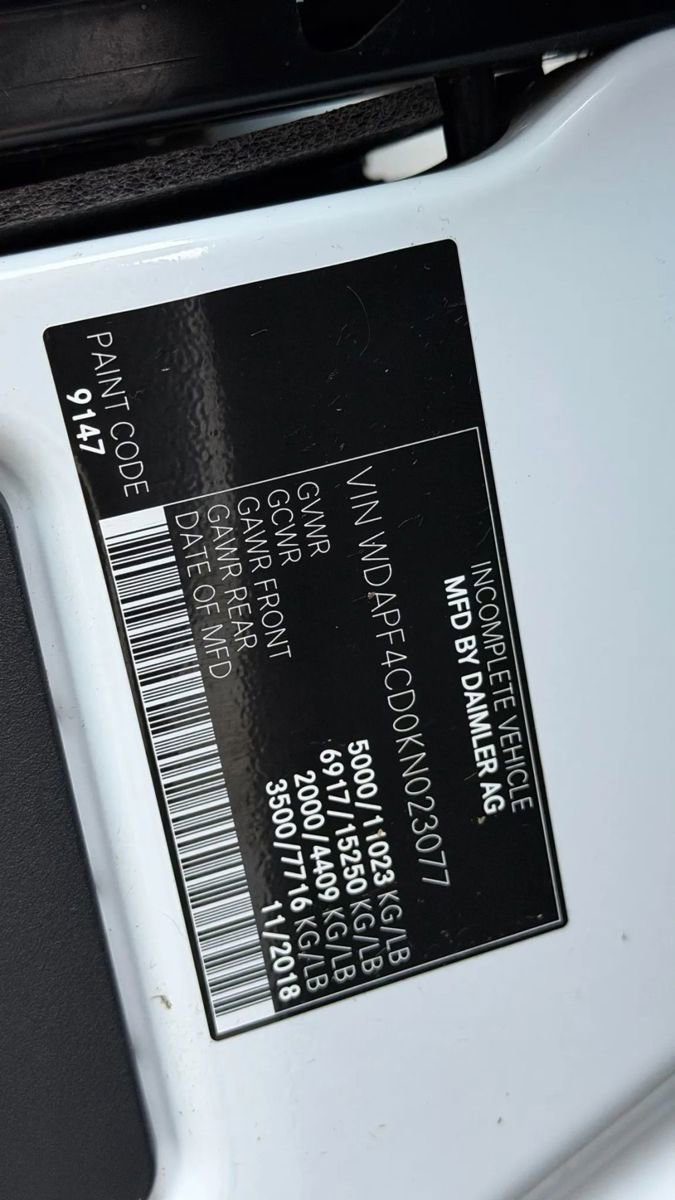 INCOMPLETE VEHICLE
MFD BY DAIMLER AG
VIN WDAPF4CD0KN023077
GVWR 5000/11023 KG/LB
GCWR 6917/15250 KG/LB
GAWR FRONT 2000/4409 KG/LB
GAWR REAR 3500/7716 KG/LB
DATE OF MFD 11/2018
PAINT CODE
9147